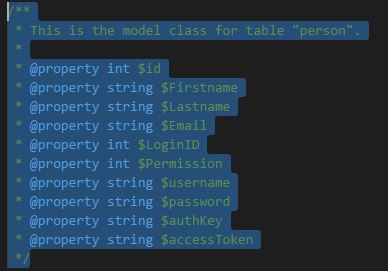 /**
 * This is the model class for table "person".
 *
 * @property int $id
 * @property string $Firstname
 * @property string $Lastname
 * @property string $Email
 * @property int $LoginID
 * @property int $Permission
 * @property string $username
 * @property string $password
 * @property string $authKey
 * @property string $accessToken
 */